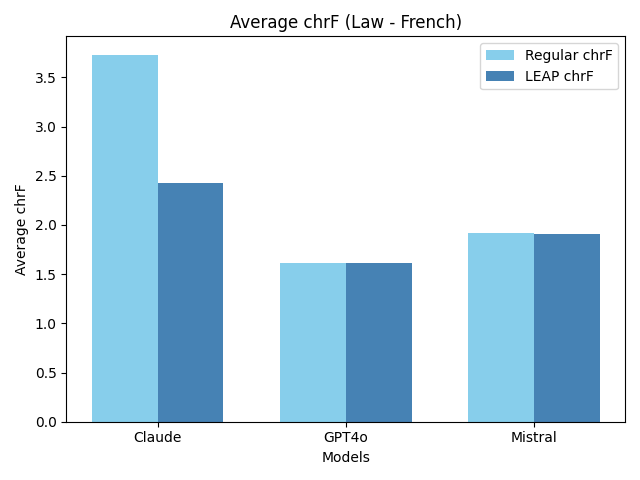 Average chrF (Law - French)
Regular chrF
LEAP chrF
3.5
3.0
2.5
2.0
1.5
1.0
0.5
0.0
Average chrF
Claude GPT4o Mistral
Models